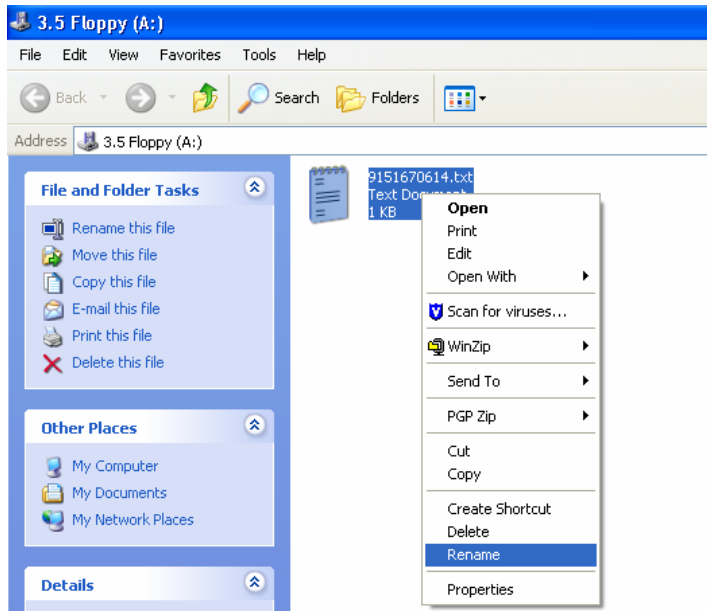 3.5 Floppy (A:)
File Edit View Favorites Tools Help
Back Search Folders
Address 3.5 Floppy (A:)
File and Folder Tasks
Rename this file
Move this file
Copy this file
E-mail this file
Print this file
Delete this file
Other Places
My Computer
My Documents
My Network Places
Details
9151670614.txt
Text Document
1 KB
Open
Print
Edit
Open With
Scan for viruses...
WinZip
Send To
PGP Zip
Cut
Copy
Create Shortcut
Delete
Rename
Properties